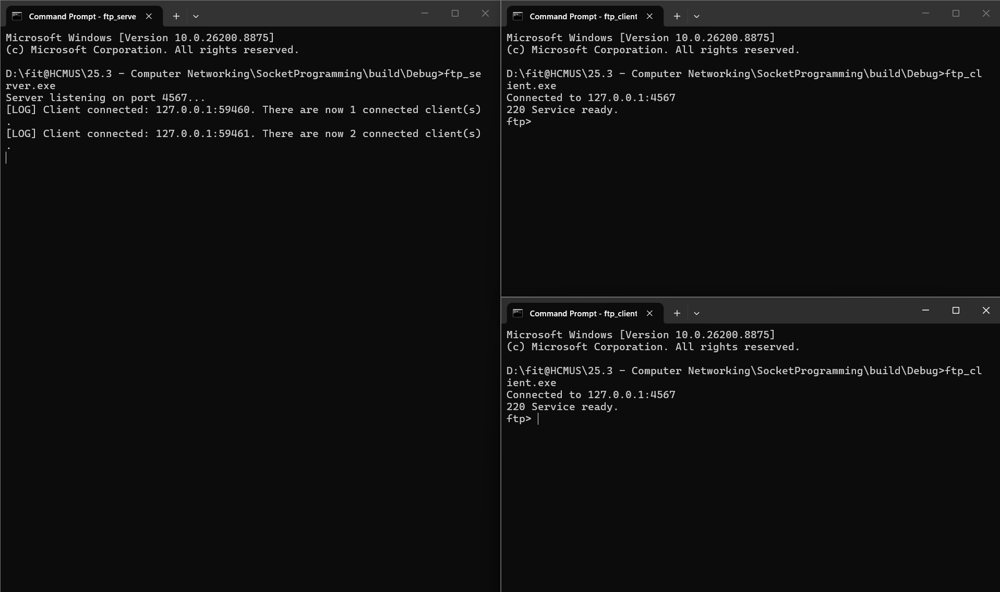 Command Prompt - ftp_serve
Microsoft Windows [Version 10.0.26200.8875]
(c) Microsoft Corporation. All rights reserved.
D:\fit@HCMUS\25.3 - Computer Networking\SocketProgramming\build\Debug>ftp_se
rver.exe
Server listening on port 4567...
[LOG] Client connected: 127.0.0.1:59460. There are now 1 connected client(s)
.
[LOG] Client connected: 127.0.0.1:59461. There are now 2 connected client(s)
.
Command Prompt - ftp_client
Microsoft Windows [Version 10.0.26200.8875]
(c) Microsoft Corporation. All rights reserved.
D:\fit@HCMUS\25.3 - Computer Networking\SocketProgramming\build\Debug>ftp_cl
ient.exe
Connected to 127.0.0.1:4567
220 Service ready.
ftp>
Command Prompt - ftp_client
Microsoft Windows [Version 10.0.26200.8875]
(c) Microsoft Corporation. All rights reserved.
D:\fit@HCMUS\25.3 - Computer Networking\SocketProgramming\build\Debug>ftp_cl
ient.exe
Connected to 127.0.0.1:4567
220 Service ready.
ftp>